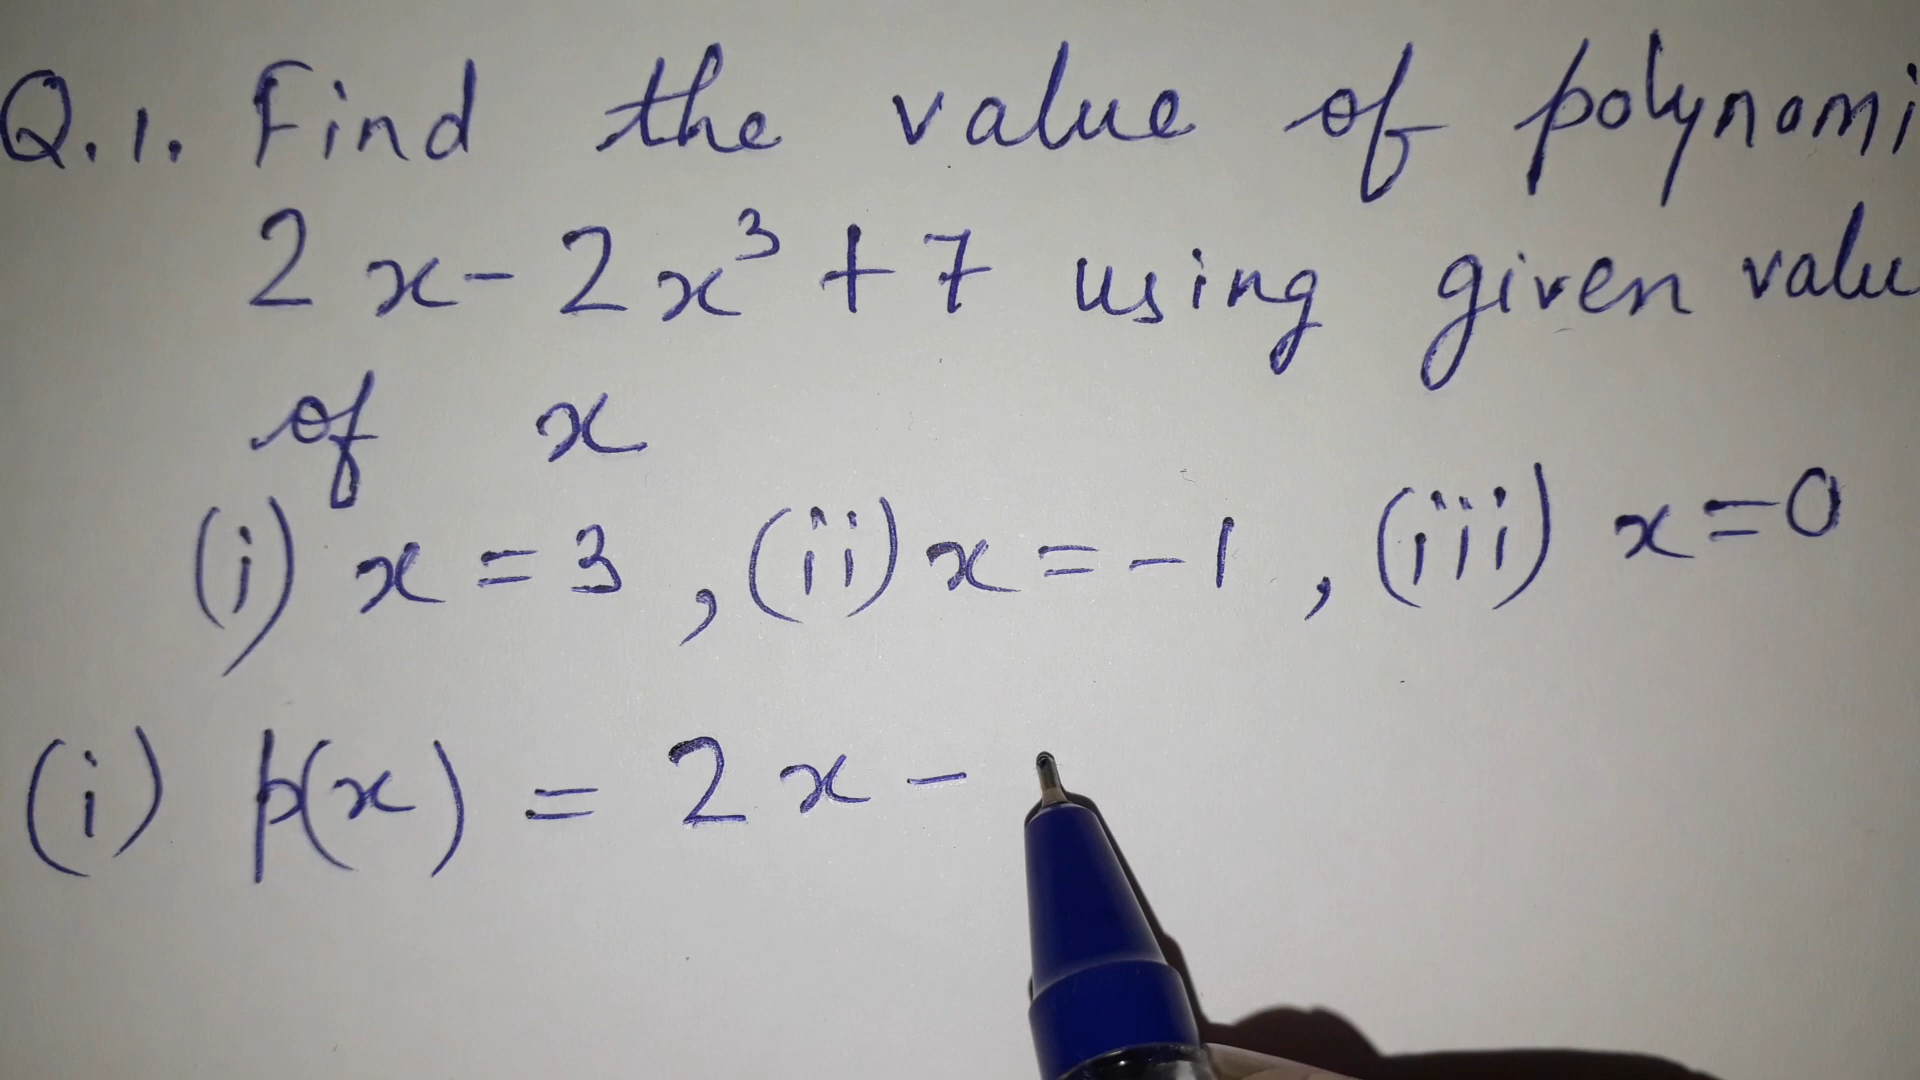 Q.1. Find the value of polynomi
2x - 2x³ + 7 using given valu
of x
(i) x = 3 , (ii) x = -1 , (iii) x = 0
(i) p(x) = 2x -